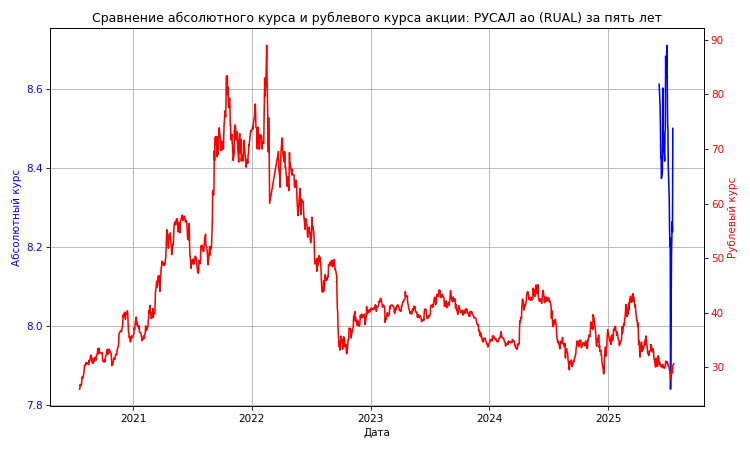 Сравнение абсолютного курса и рублевого курса акции: РУСАЛ ао (RUAL) за пять лет
Абсолютный курс
8.6
8.4
8.2
8.0
7.8
90
80
70
60
50
40
30
Рублевый курс
2021 2022 2023 2024 2025
Дата